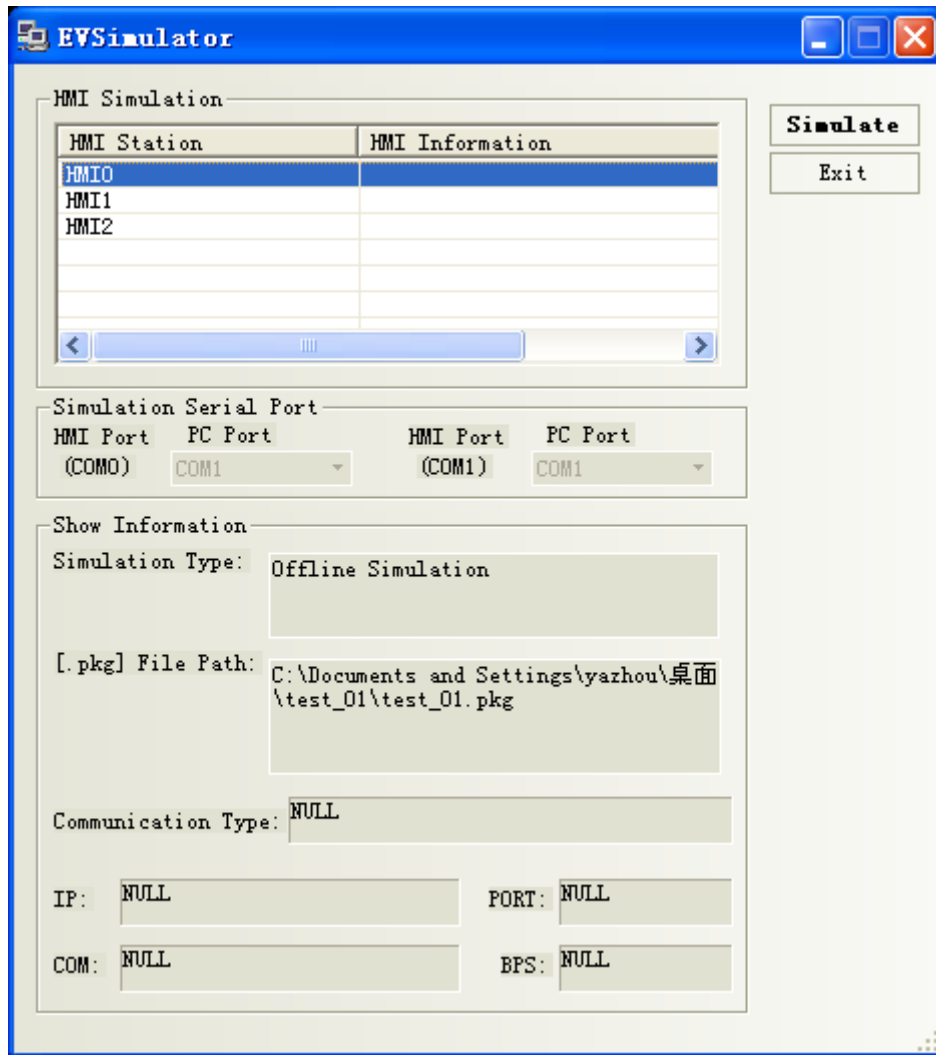 EVSimulator
HMI Simulation
HMI Station HMI Information
HMI0
HMI1
HMI2
Simulate
Exit
Simulation Serial Port
HMI Port PC Port HMI Port PC Port
(COM0) COM1 (COM1) COM1
Show Information
Simulation Type: Offline Simulation
[.pkg] File Path: C:\Documents and Settings\yazhou\桌面
\test_01\test_01.pkg
Communication Type: NULL
IP: NULL PORT: NULL
COM: NULL BPS: NULL